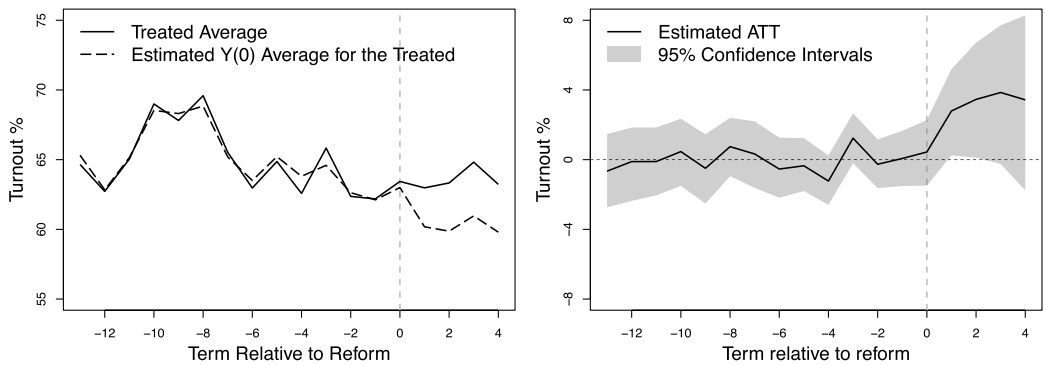 Treated Average
Estimated Y(0) Average for the Treated
Turnout %
75
70
65
60
55
−12 −10 −8 −6 −4 −2 0 2 4
Term Relative to Reform
Estimated ATT
95% Confidence Intervals
Turnout %
8
4
0
−4
−8
−12 −10 −8 −6 −4 −2 0 2 4
Term relative to reform